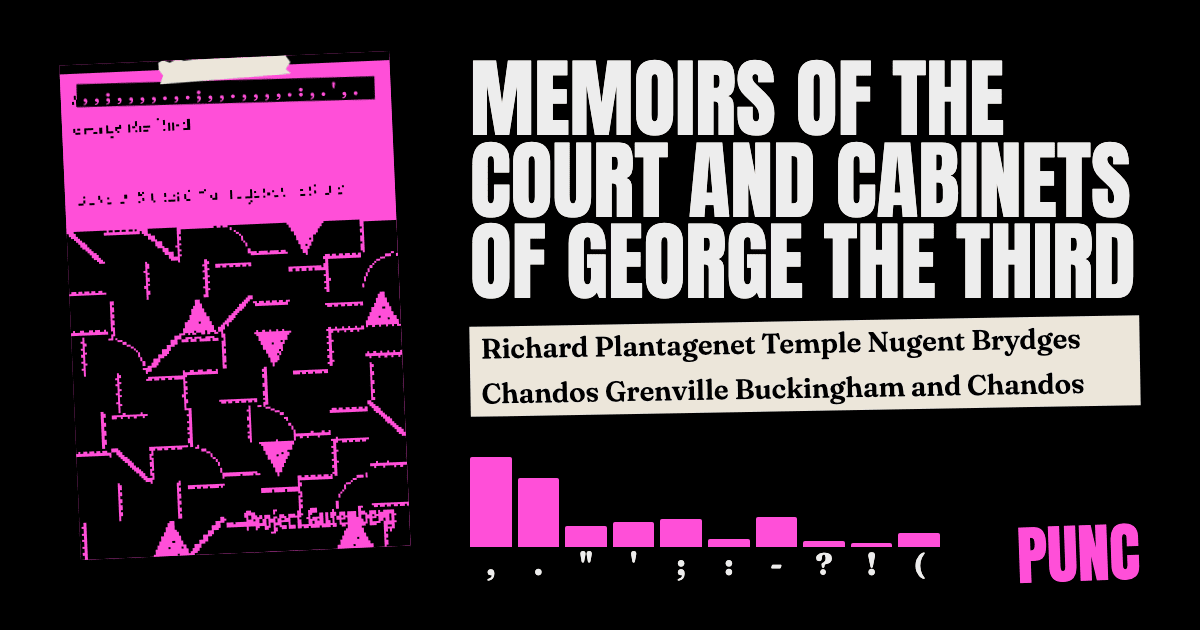 MEMOIRS OF THE
COURT AND CABINETS
OF GEORGE THE THIRD
Richard Plantagenet Temple Nugent Brydges
Chandos Grenville Buckingham and Chandos
, . " ' ; : - ? ! (
PUNC
Project Gutenberg